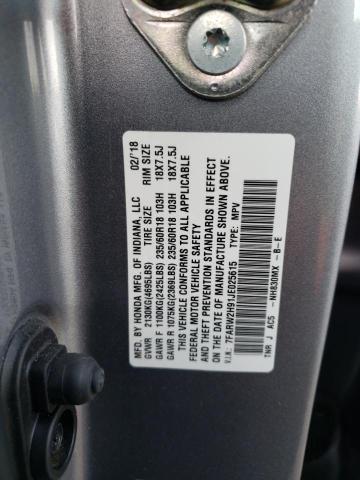 MFD. BY HONDA MFG. OF INDIANA, LLC 02/'18
GVWR 2130KG(4695LBS) TIRE SIZE RIM SIZE
GAWR F 1100KG(2425LBS) 235/60R18 103H 18X7.5J
GAWR R 1075KG(2369LBS) 235/60R18 103H 18X7.5J
THIS VEHICLE CONFORMS TO ALL APPLICABLE
FEDERAL MOTOR VEHICLE SAFETY
AND THEFT PREVENTION STANDARDS IN EFFECT
ON THE DATE OF MANUFACTURE SHOWN ABOVE.
V.I.N.: 7FARW2H91JE025615 TYPE: MPV
TNR J AC5 -NH830MX -B-E